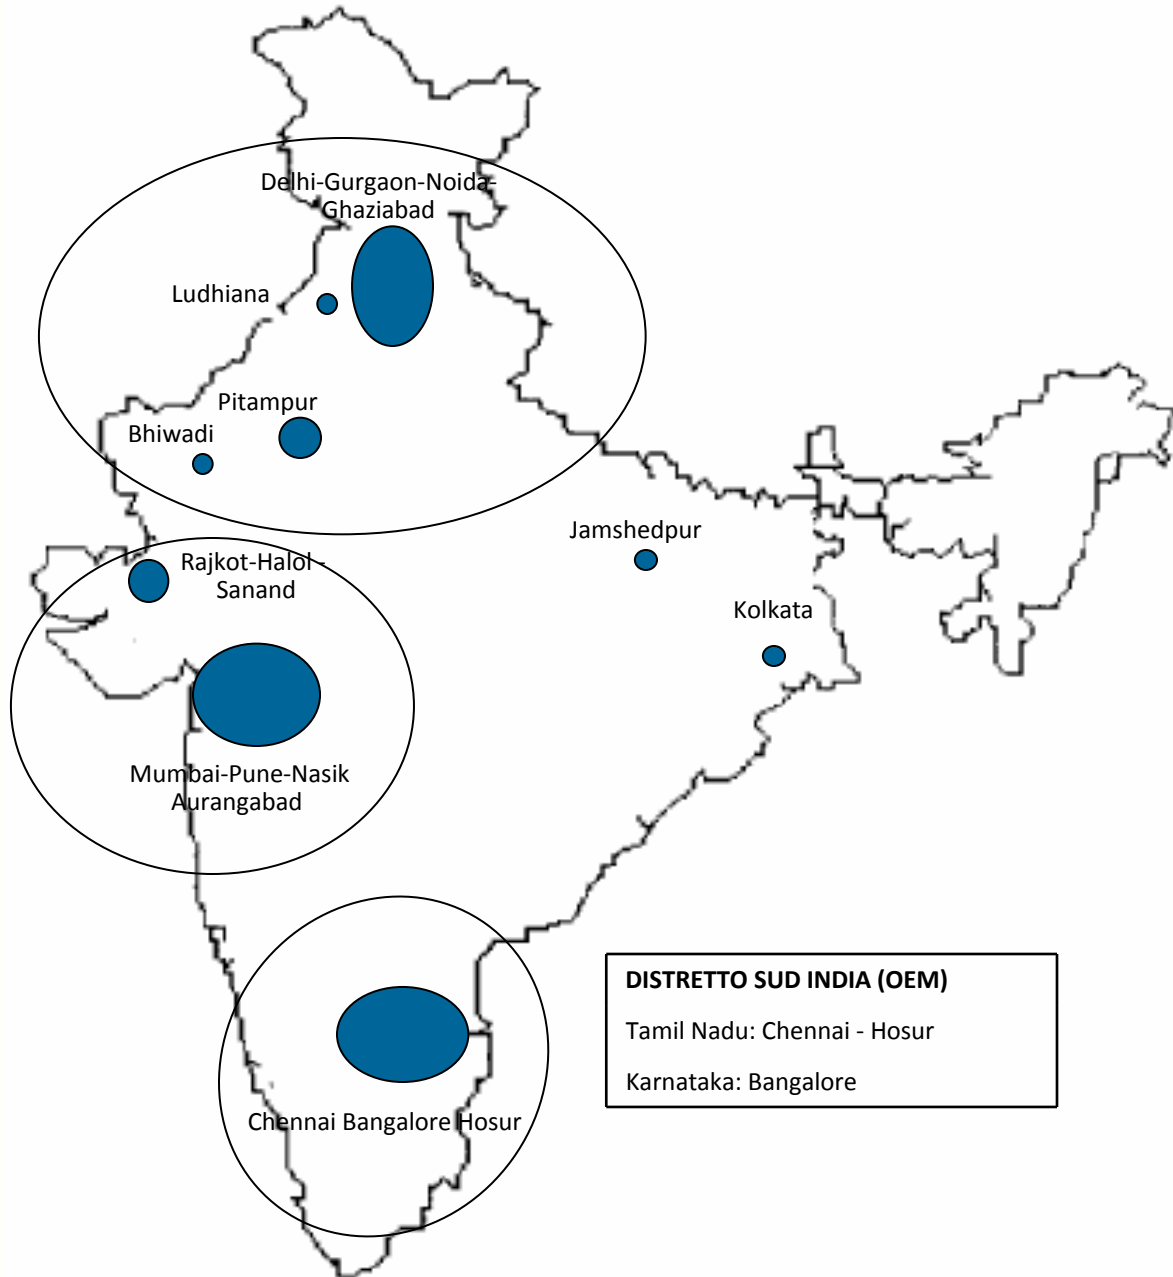 Delhi-Gurgaon-Noida-
Ghaziabad
Ludhiana
Pitampur
Bhiwadi
Jamshedpur
Rajkot-Halol -
Sanand
Kolkata
Mumbai-Pune-Nasik
Aurangabad
DISTRETTO SUD INDIA (OEM)
Tamil Nadu: Chennai - Hosur
Karnataka: Bangalore
Chennai Bangalore Hosur